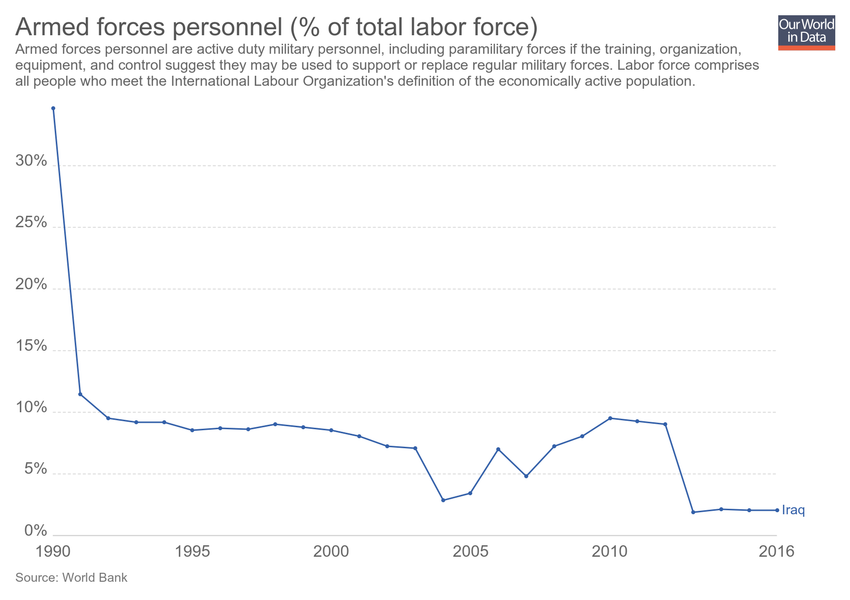 Armed forces personnel (% of total labor force)
Our World
in Data
Armed forces personnel are active duty military personnel, including paramilitary forces if the training, organization,
equipment, and control suggest they may be used to support or replace regular military forces. Labor force comprises
all people who meet the International Labour Organization's definition of the economically active population.
30%
25%
20%
15%
10%
5%
0%
Iraq
1990 1995 2000 2005 2010 2016
Source: World Bank